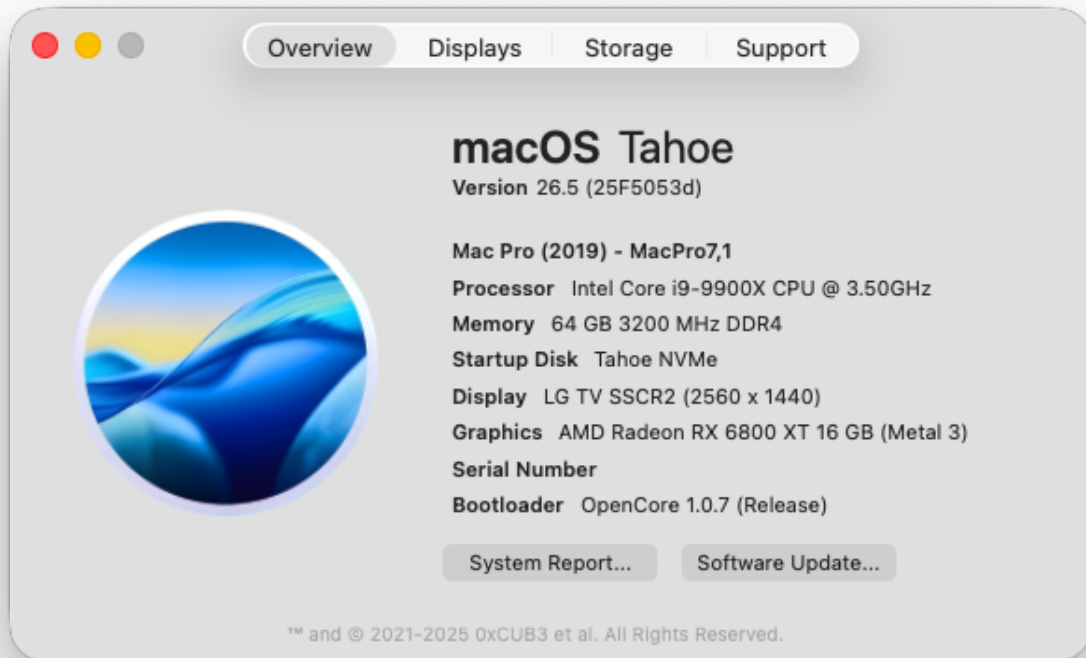 Overview Displays Storage Support
macOS Tahoe
Version 26.5 (25F5053d)
Mac Pro (2019) - MacPro7,1
Processor Intel Core i9-9900X CPU @ 3.50GHz
Memory 64 GB 3200 MHz DDR4
Startup Disk Tahoe NVMe
Display LG TV SSCR2 (2560 x 1440)
Graphics AMD Radeon RX 6800 XT 16 GB (Metal 3)
Serial Number
Bootloader OpenCore 1.0.7 (Release)
System Report... Software Update...
™ and © 2021-2025 0xCUB3 et al. All Rights Reserved.